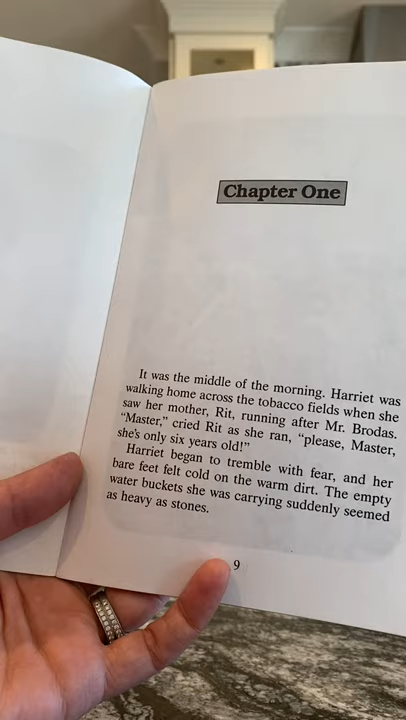 Chapter One
It was the middle of the morning. Harriet was
walking home across the tobacco fields when she
saw her mother, Rit, running after Mr. Brodas.
“Master,” cried Rit as she ran, “please, Master,
she’s only six years old!”
Harriet began to tremble with fear, and her
bare feet felt cold on the warm dirt. The empty
water buckets she was carrying suddenly seemed
as heavy as stones.
9